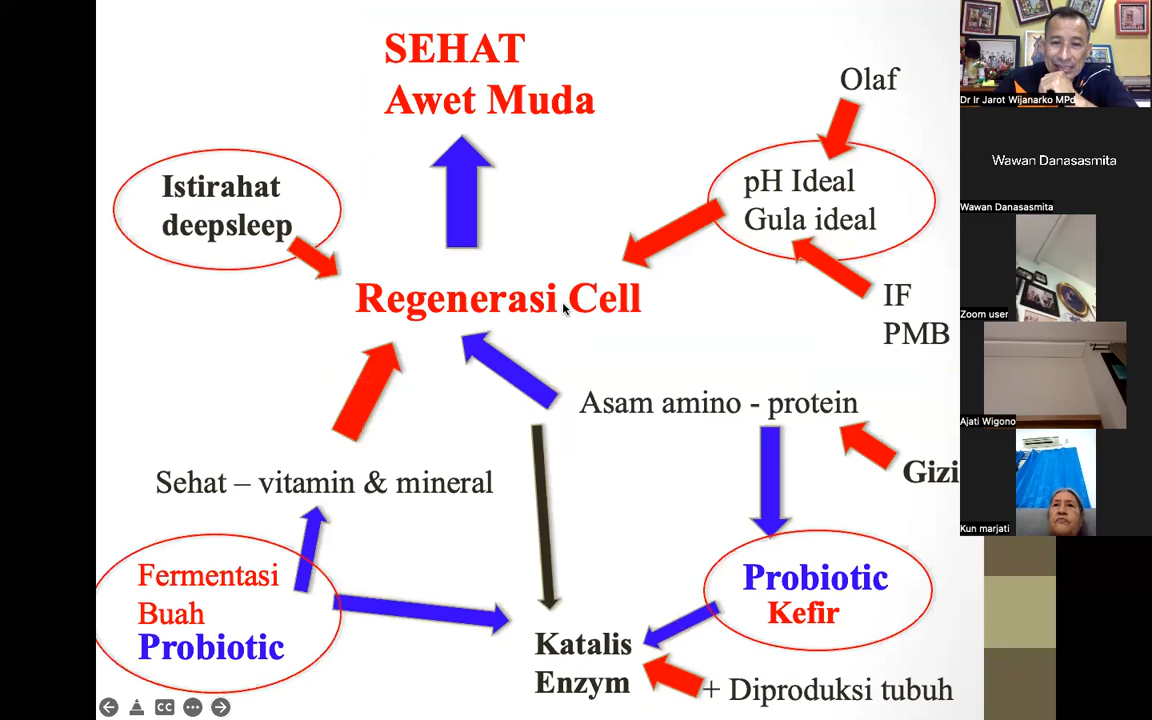 SEHAT
Awet Muda
Olaf
Istirahat
deepsleep
pH Ideal
Gula ideal
Regenerasi Cell
IF
PMB
Asam amino - protein
Gizi
Sehat – vitamin & mineral
Fermentasi
Buah
Probiotic
Probiotic
Kefir
Katalis
Enzym
+ Diproduksi tubuh
CC
Dr Ir Jarot Wijanarko MPd
Wawan Danasasmita
Wawan Danasasmita
Zoom user
Ajati Wigono
Kun marjati